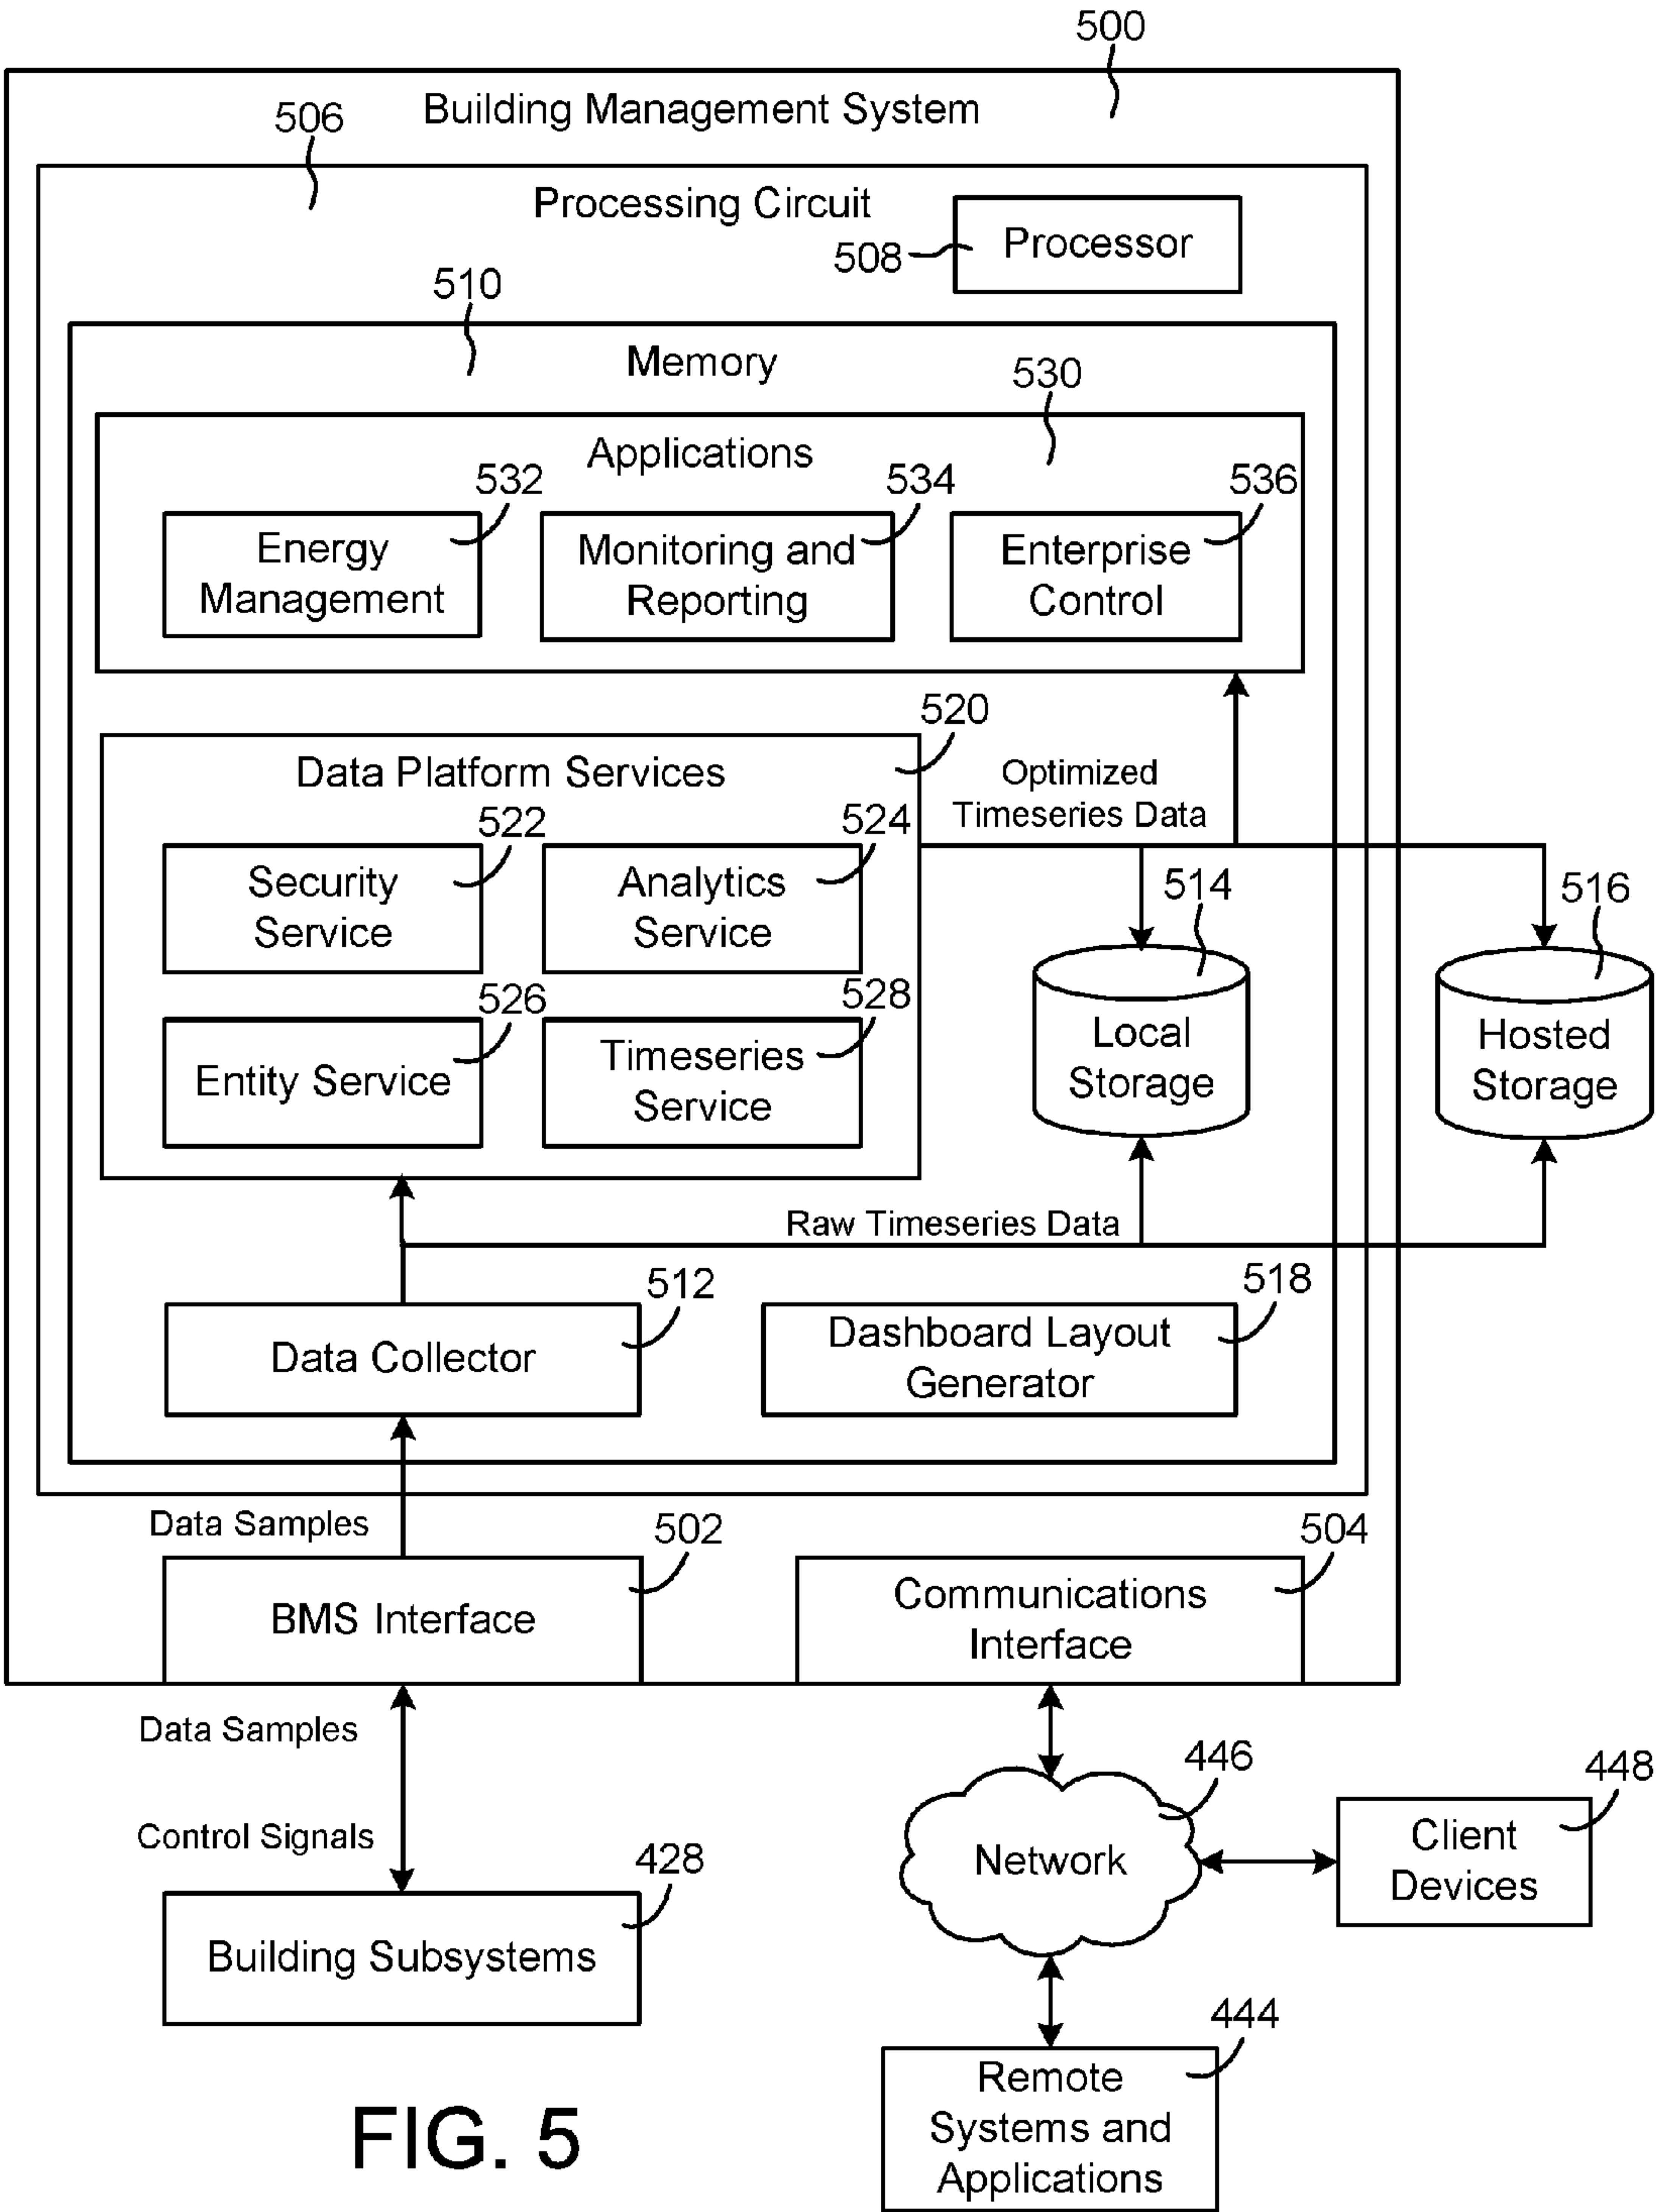 500
Building Management System
506
Processing Circuit
508
Processor
510
Memory
530
Applications
532
534
536
Energy
Management
Monitoring and
Reporting
Enterprise
Control
520
Data Platform Services
Optimized
Timeseries Data
522
524
Security
Service
Analytics
Service
514
516
526
528
Entity Service
Timeseries
Service
Local
Storage
Hosted
Storage
Raw Timeseries Data
512
518
Data Collector
Dashboard Layout
Generator
Data Samples
502
504
BMS Interface
Communications
Interface
Data Samples
Control Signals
446
448
Network
Client
Devices
428
Building Subsystems
444
Remote
Systems and
Applications
FIG. 5